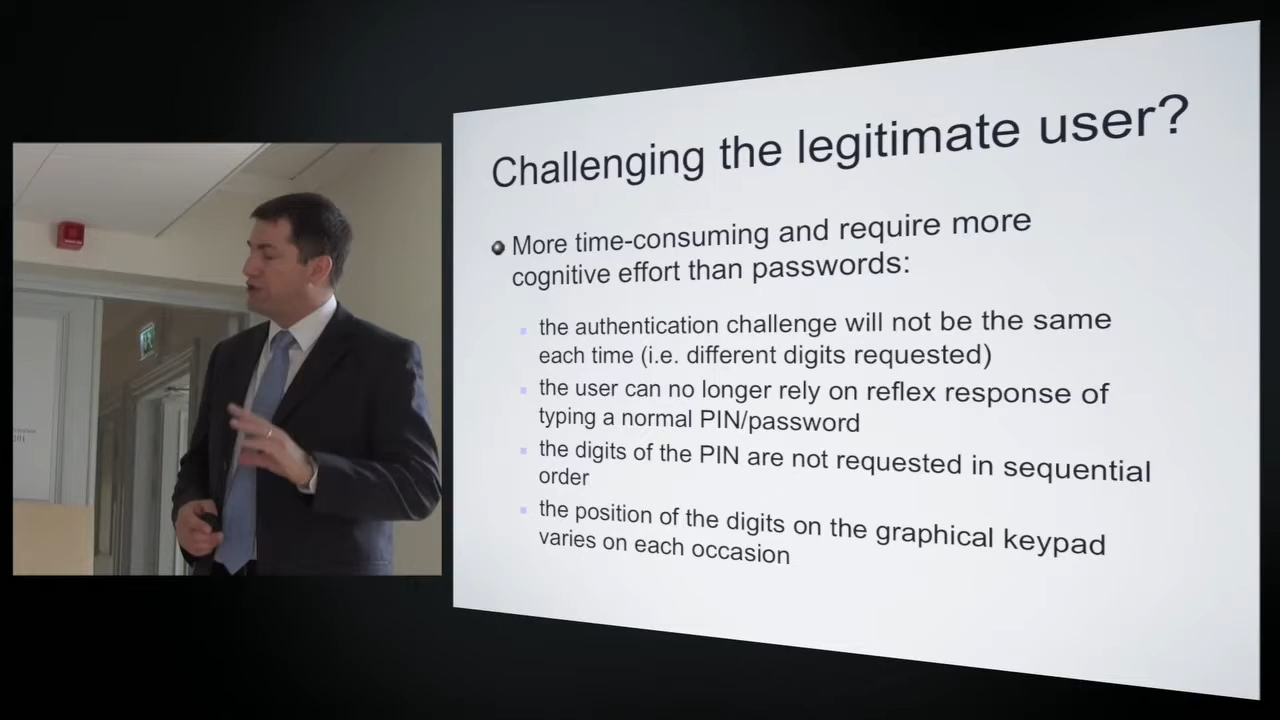 Challenging the legitimate user?
More time-consuming and require more
cognitive effort than passwords:
the authentication challenge will not be the same
each time (i.e. different digits requested)
the user can no longer rely on reflex response of
typing a normal PIN/password
the digits of the PIN are not requested in sequential
order
the position of the digits on the graphical keypad
varies on each occasion